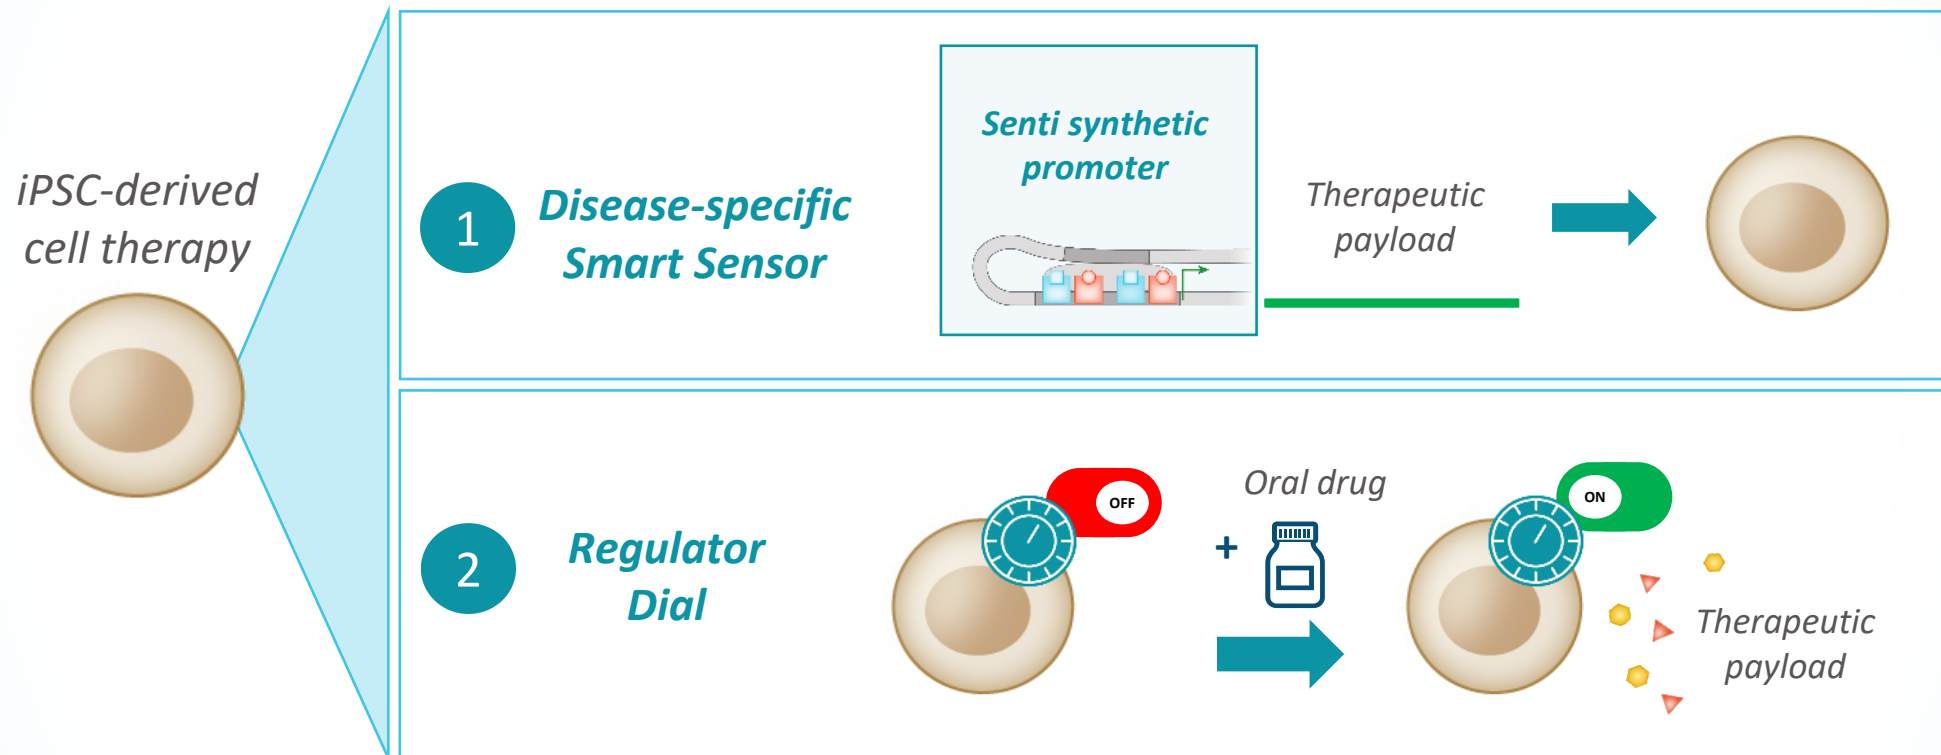 iPSC-derived
cell therapy
1
Disease-specific
Smart Sensor
Senti synthetic
promoter
Therapeutic
payload
2
Regulator
Dial
OFF
+
Oral drug
ON
Therapeutic
payload